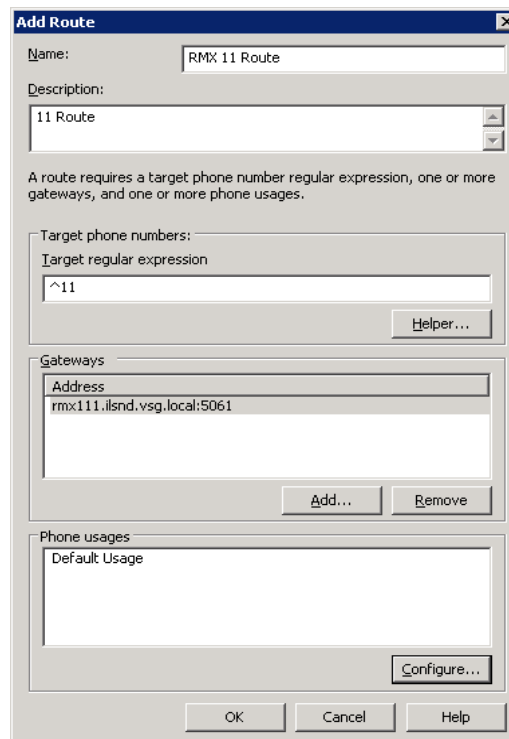 Add Route
Name: RMX 11 Route
Description:
11 Route
A route requires a target phone number regular expression, one or more
gateways, and one or more phone usages.
Target phone numbers:
Target regular expression
^11
Helper...
Gateways
Address
rmx111.ilsnd.vsg.local:5061
Add... Remove
Phone usages
Default Usage
Configure...
OK Cancel Help